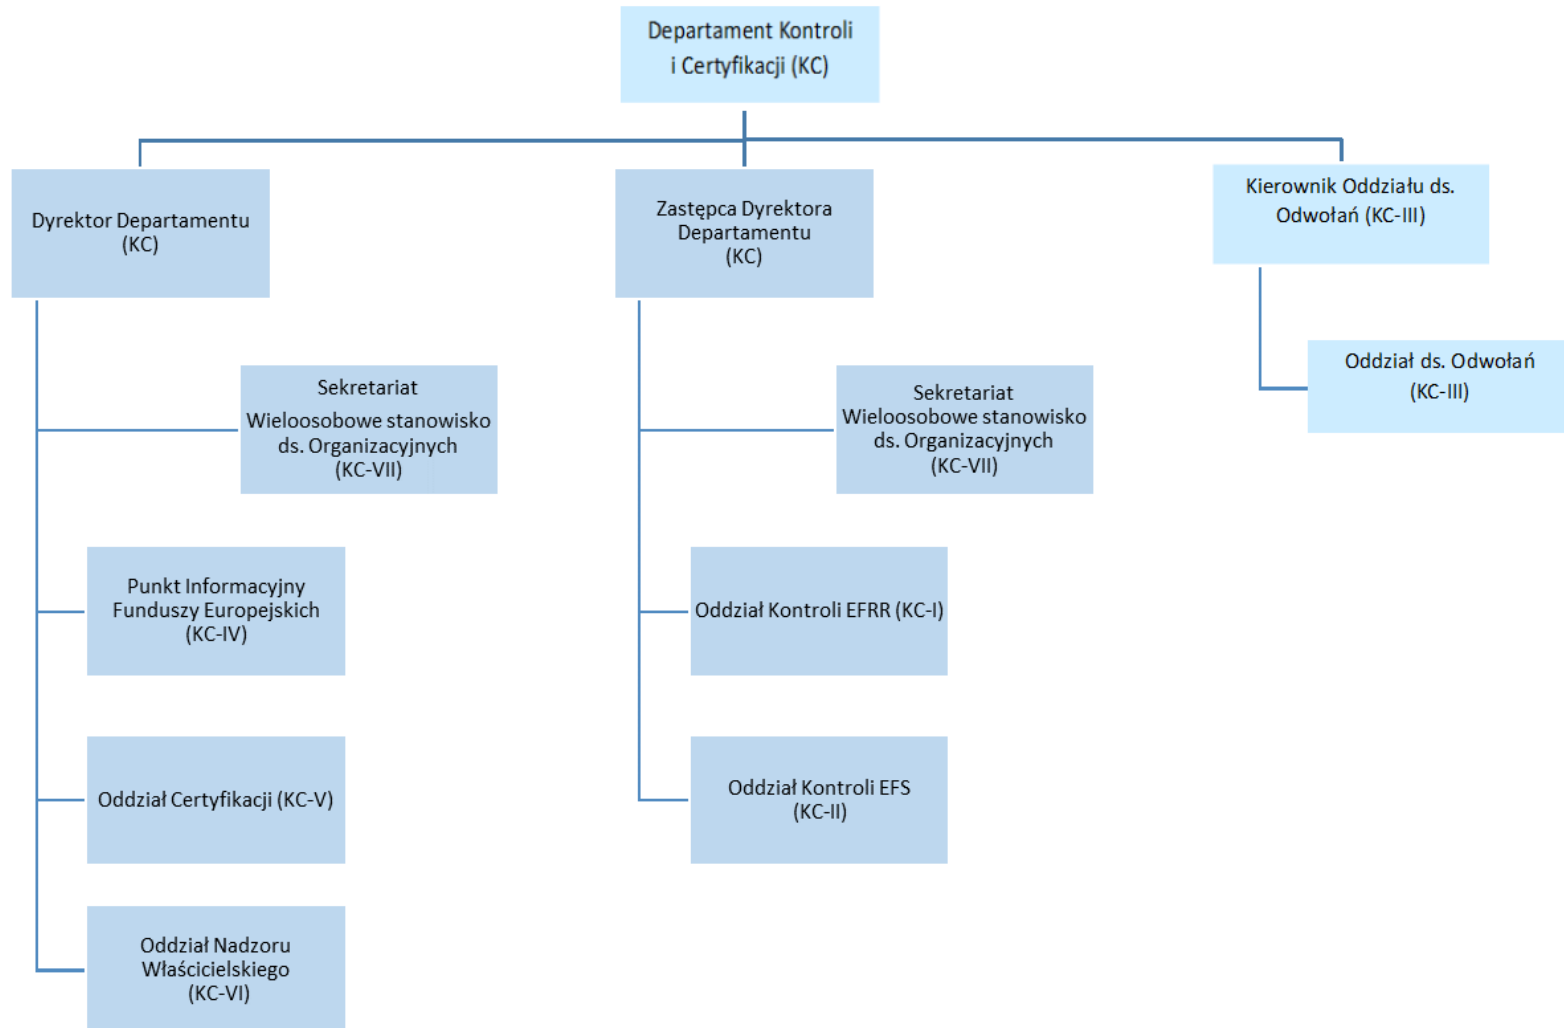 Departament Kontroli
i Certyfikacji (KC)
Dyrektor Departamentu
(KC)
Zastępca Dyrektora
Departamentu
(KC)
Kierownik Oddziału ds.
Odwołań (KC-III)
Sekretariat
Wieloosobowe stanowisko
ds. Organizacyjnych
(KC-VII)
Sekretariat
Wieloosobowe stanowisko
ds. Organizacyjnych
(KC-VII)
Oddział ds. Odwołań
(KC-III)
Punkt Informacyjny
Funduszy Europejskich
(KC-IV)
Oddział Kontroli EFRR (KC-I)
Oddział Certyfikacji (KC-V)
Oddział Kontroli EFS
(KC-II)
Oddział Nadzoru
Właścicielskiego
(KC-VI)